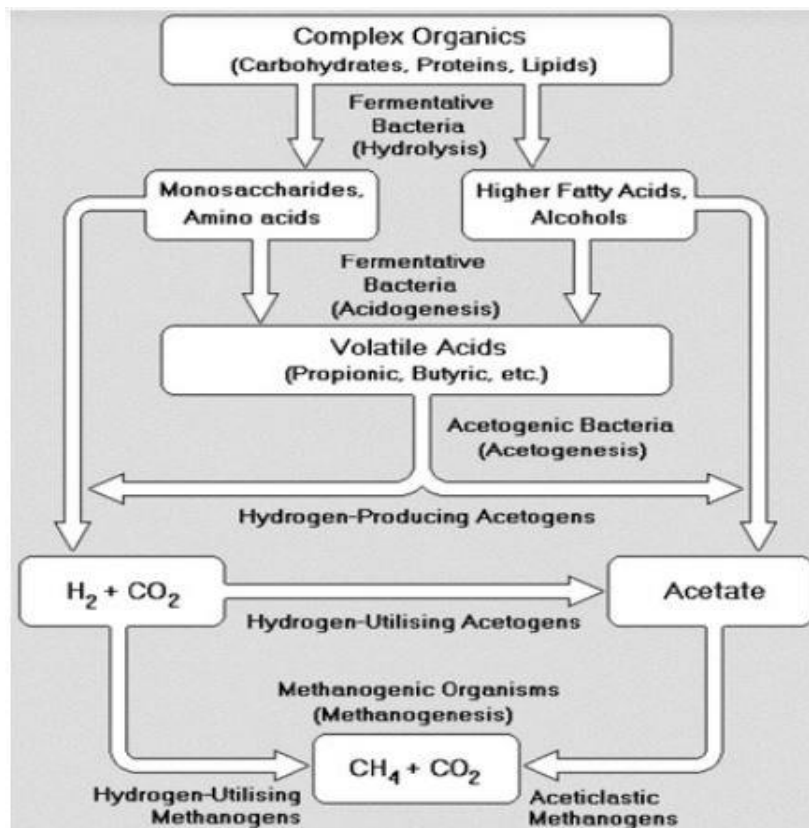 Complex Organics
(Carbohydrates, Proteins, Lipids)
Fermentative
Bacteria
(Hydrolysis)
Monosaccharides,
Amino acids
Higher Fatty Acids,
Alcohols
Fermentative
Bacteria
(Acidogenesis)
Volatile Acids
(Propionic, Butyric, etc.)
Acetogenic Bacteria
(Acetogenesis)
Hydrogen-Producing Acetogens
H₂ + CO₂
Acetate
Hydrogen-Utilising Acetogens
Methanogenic Organisms
(Methanogenesis)
CH₄ + CO₂
Hydrogen-Utilising
Methanogens
Aceticlastic
Methanogens